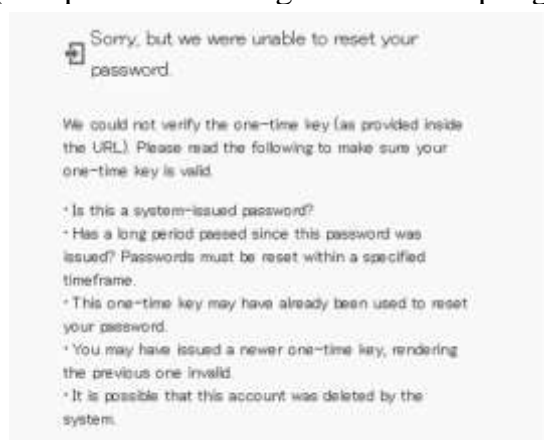 Sorry, but we were unable to reset your
password.
We could not verify the one-time key (as provided inside
the URL). Please read the following to make sure your
one-time key is valid.
・Is this a system-issued password?
・Has a long period passed since this password was
issued? Passwords must be reset within a specified
timeframe.
・This one-time key may have already been used to reset
your password.
・You may have issued a newer one-time key, rendering
the previous one invalid.
・It is possible that this account was deleted by the
system.